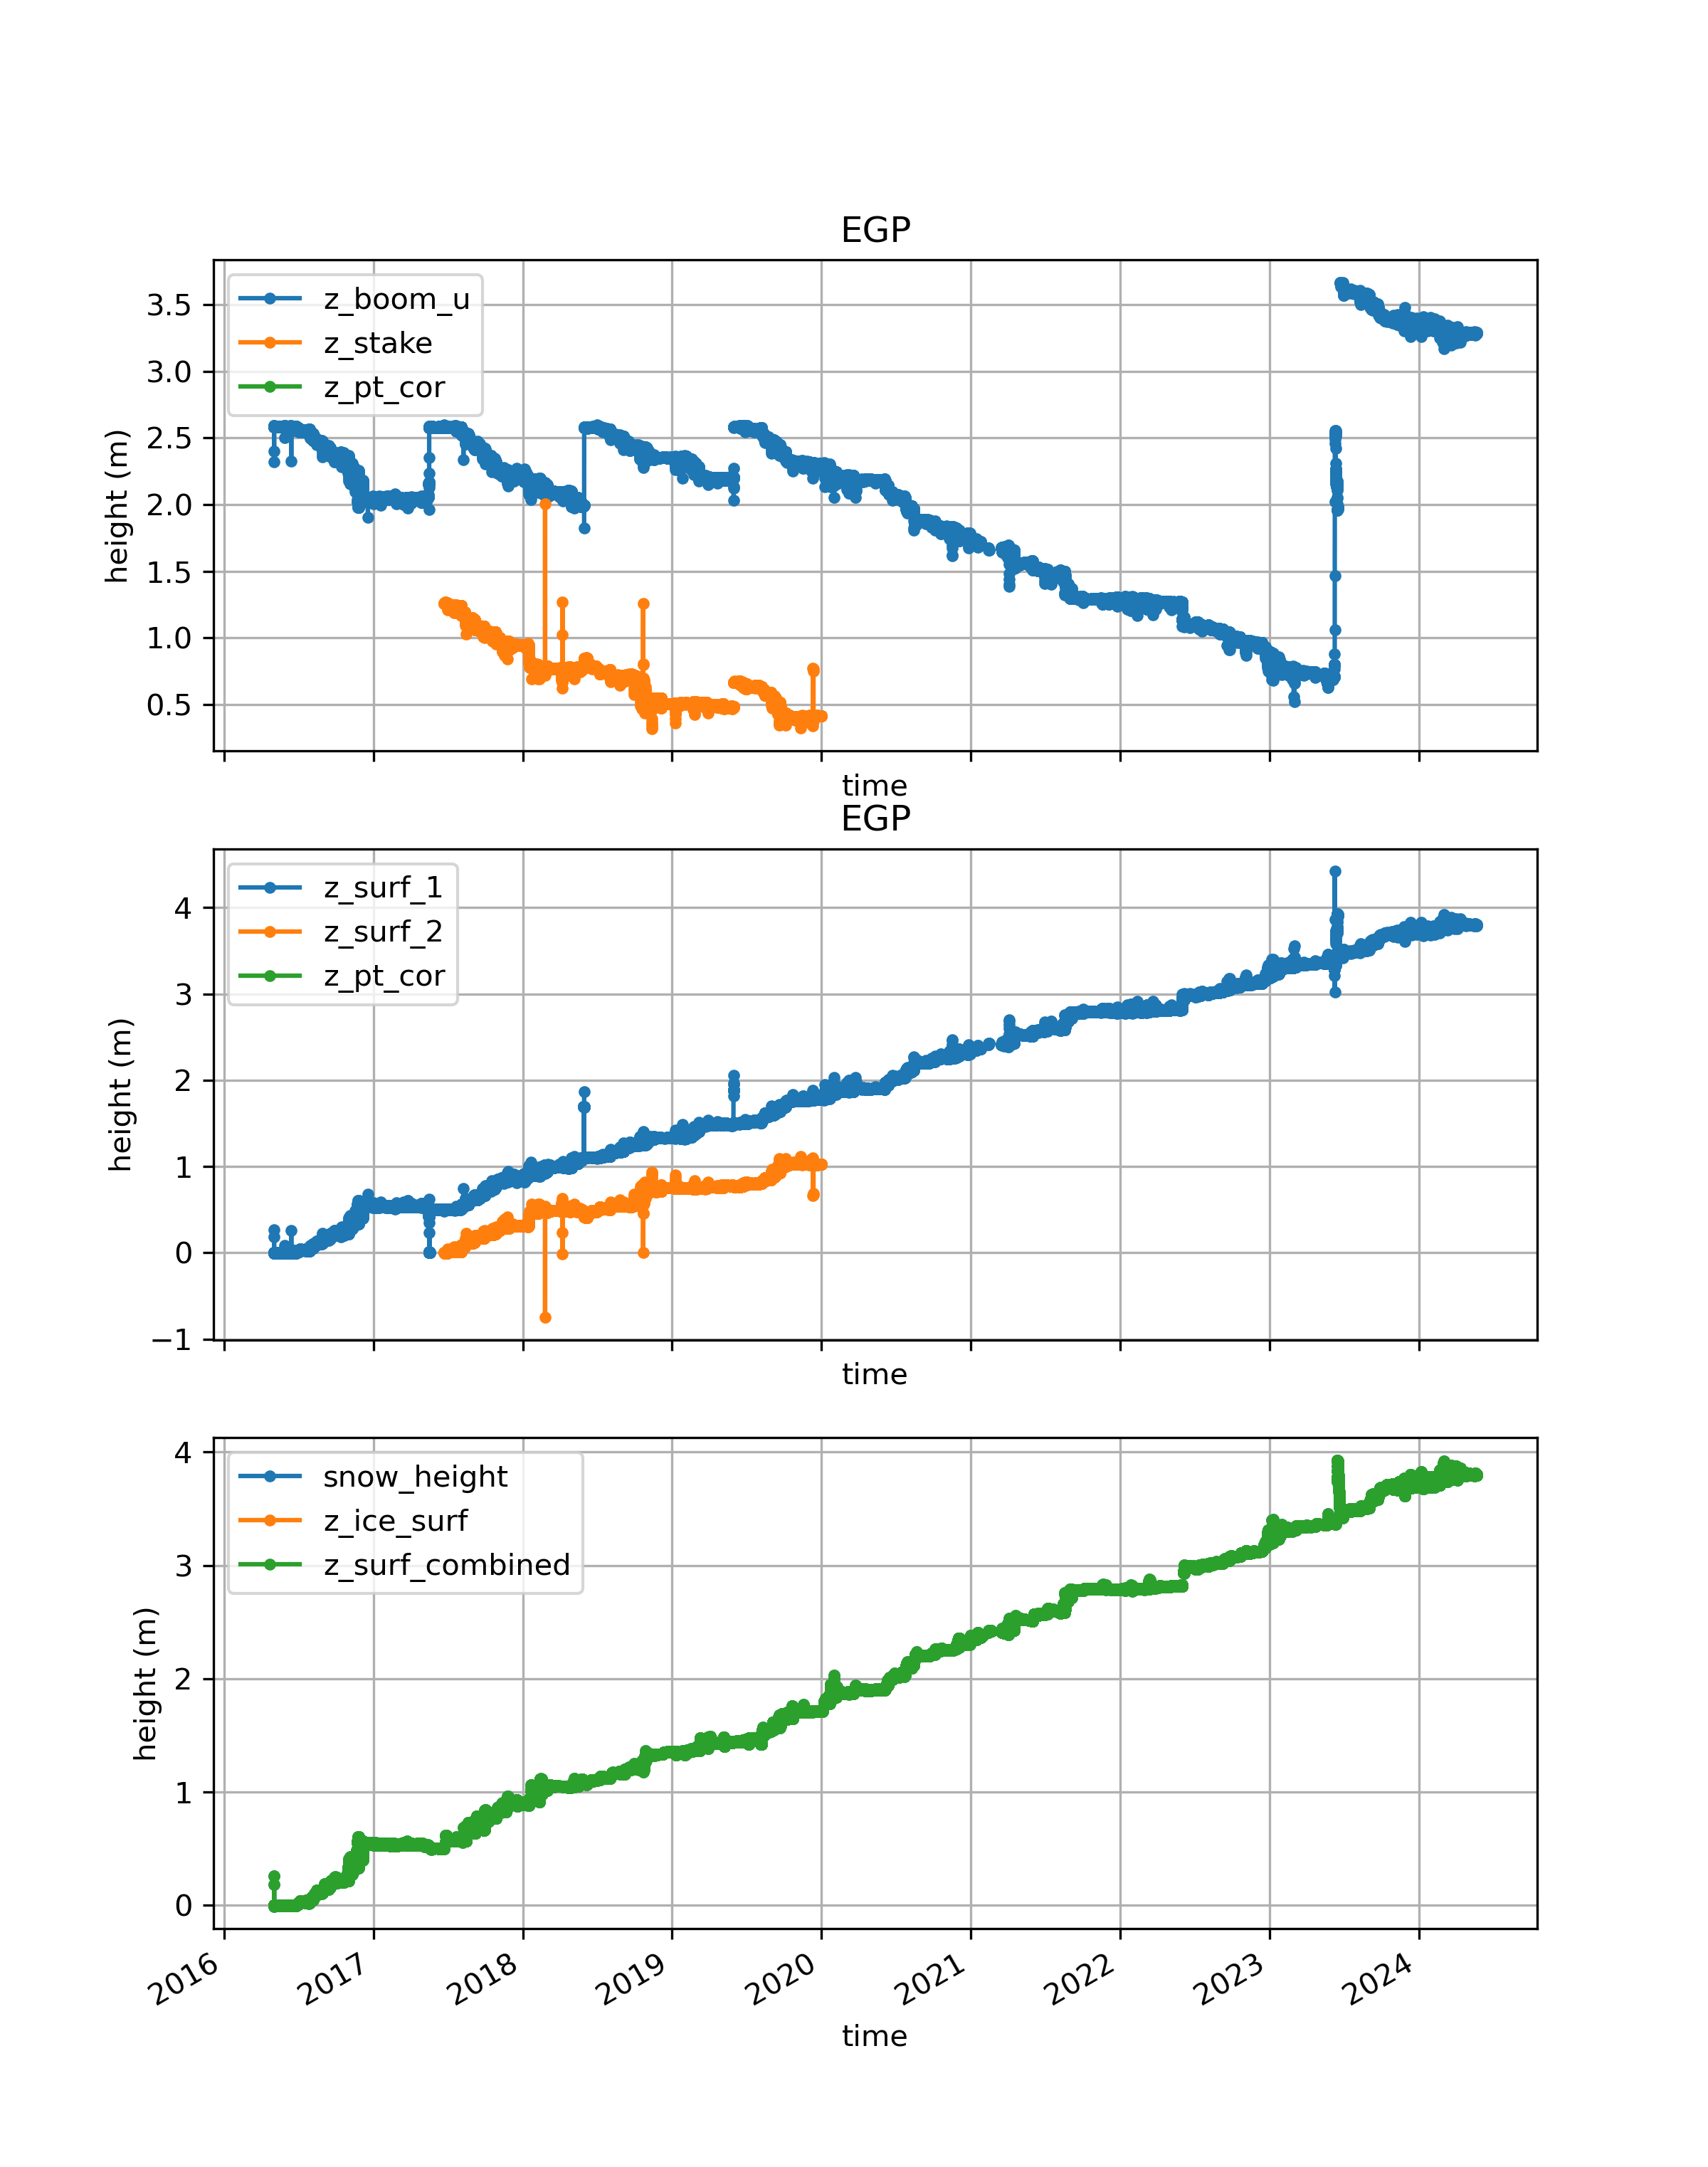 EGP
z_boom_u
z_stake
z_pt_cor
3.5
3.0
2.5
2.0
1.5
1.0
0.5
height (m)
time
EGP
z_surf_1
z_surf_2
z_pt_cor
4
3
2
1
0
−1
height (m)
time
snow_height
z_ice_surf
z_surf_combined
4
3
2
1
0
height (m)
2016
2017
2018
2019
2020
2021
2022
2023
2024
time